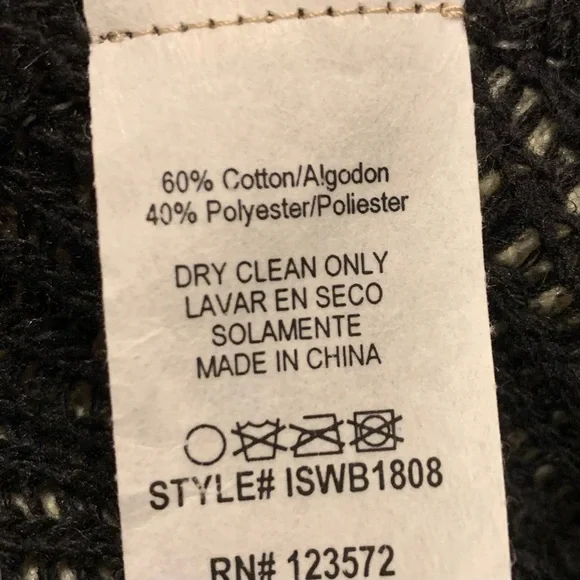 60% Cotton/Algodon
40% Polyester/Poliester
DRY CLEAN ONLY
LAVAR EN SECO
SOLAMENTE
MADE IN CHINA
STYLE# ISWB1808
RN# 123572